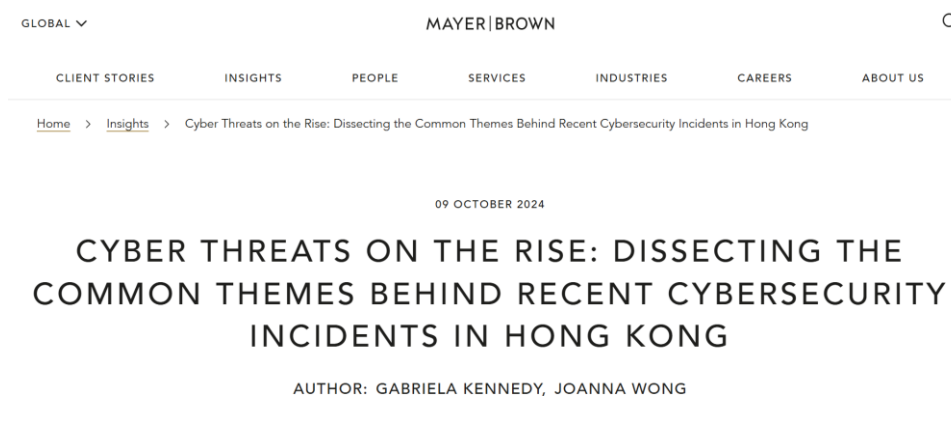 GLOBAL
MAYER|BROWN
CLIENT STORIES INSIGHTS PEOPLE SERVICES INDUSTRIES CAREERS ABOUT US
Home > Insights > Cyber Threats on the Rise: Dissecting the Common Themes Behind Recent Cybersecurity Incidents in Hong Kong
09 OCTOBER 2024
CYBER THREATS ON THE RISE: DISSECTING THE
COMMON THEMES BEHIND RECENT CYBERSECURITY
INCIDENTS IN HONG KONG
AUTHOR: GABRIELA KENNEDY, JOANNA WONG